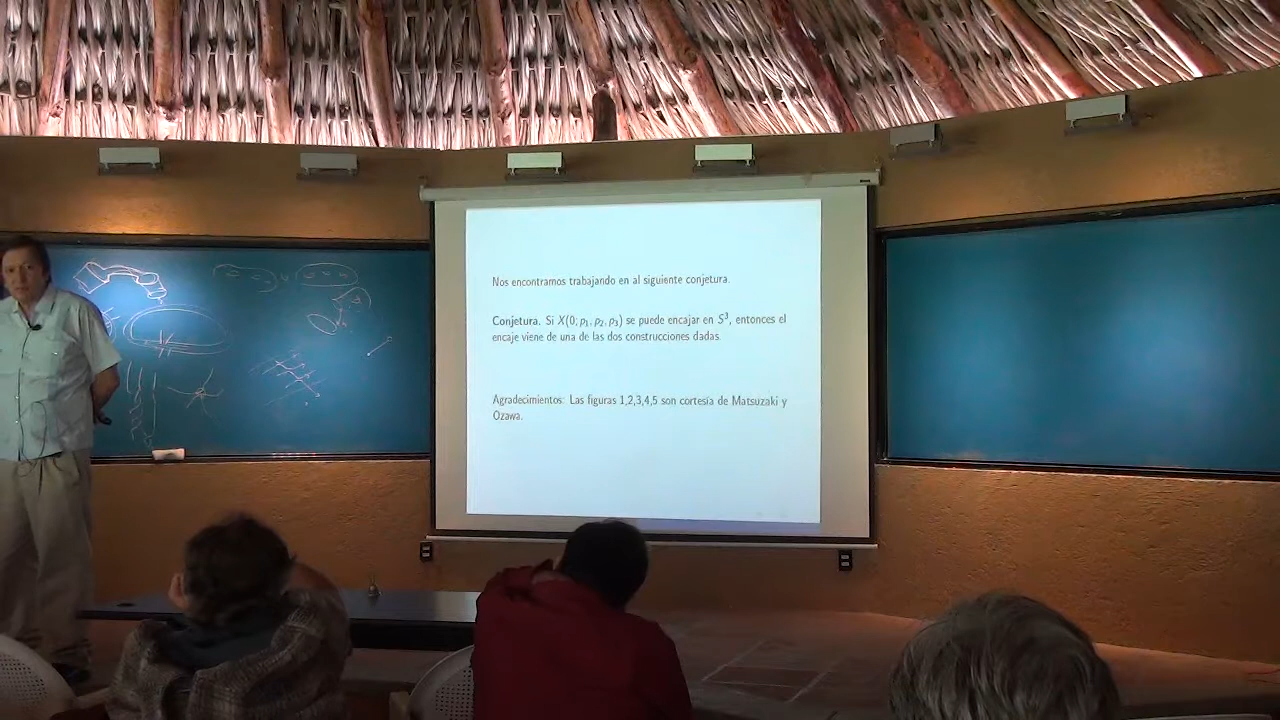 Nos encontramos trabajando en al siguiente conjetura.
Conjetura. Si X(0; p₁, p₂, p₃) se puede encajar en S³, entonces el
encaje viene de una de las dos construcciones dadas.
Agradecimientos: Las figuras 1,2,3,4,5 son cortesía de Matsuzaki y
Ozawa.